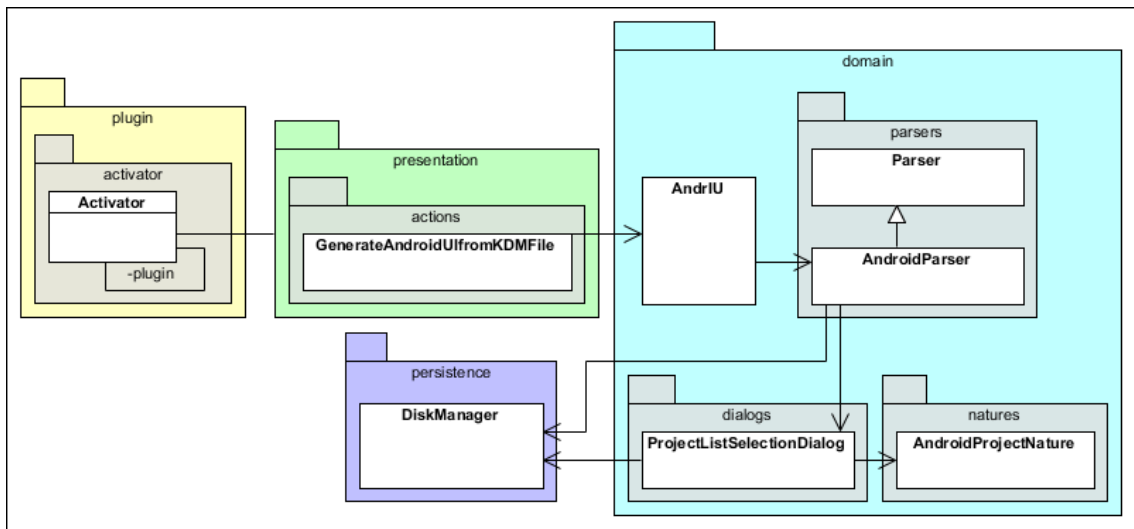 domain
plugin
parsers
Parser
presentation
activator
Activator
AndrIU
actions
GenerateAndroidUIfromKDMFile
AndroidParser
-plugin
persistence
DiskManager
dialogs
natures
ProjectListSelectionDialog
AndroidProjectNature